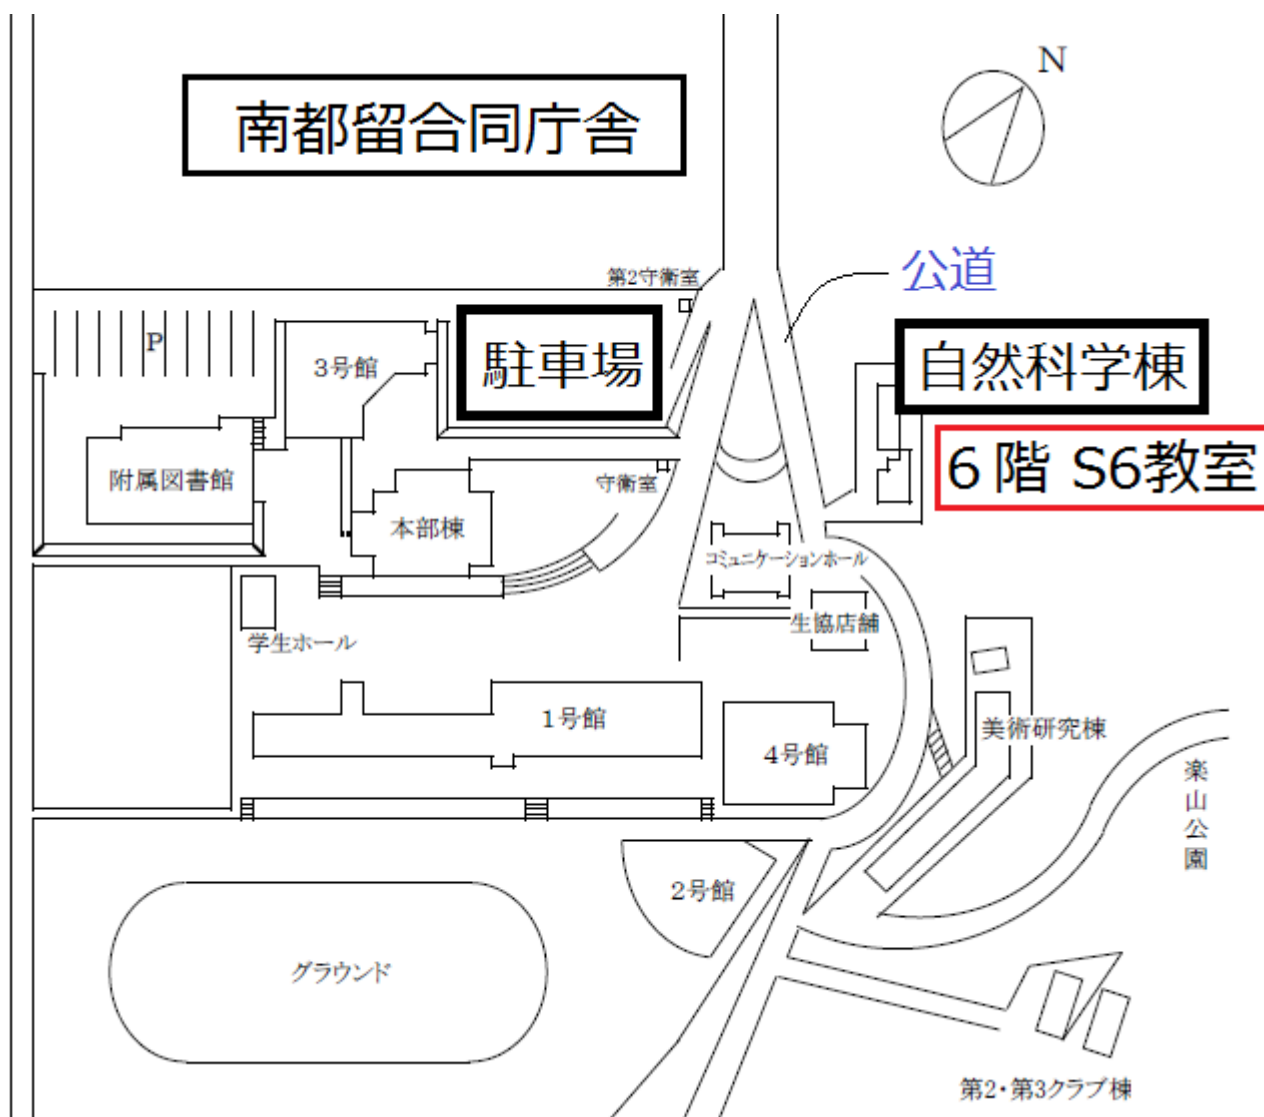 N
南都留合同庁舎
公道
第2守衛室
P
3号館
駐車場
自然科学棟
6階 S6教室
附属図書館
守衛室
本部棟
コミュニケーションホール
生協店舗
学生ホール
1号館
4号館
美術研究棟
楽山公園
2号館
グラウンド
第2・第3クラブ棟